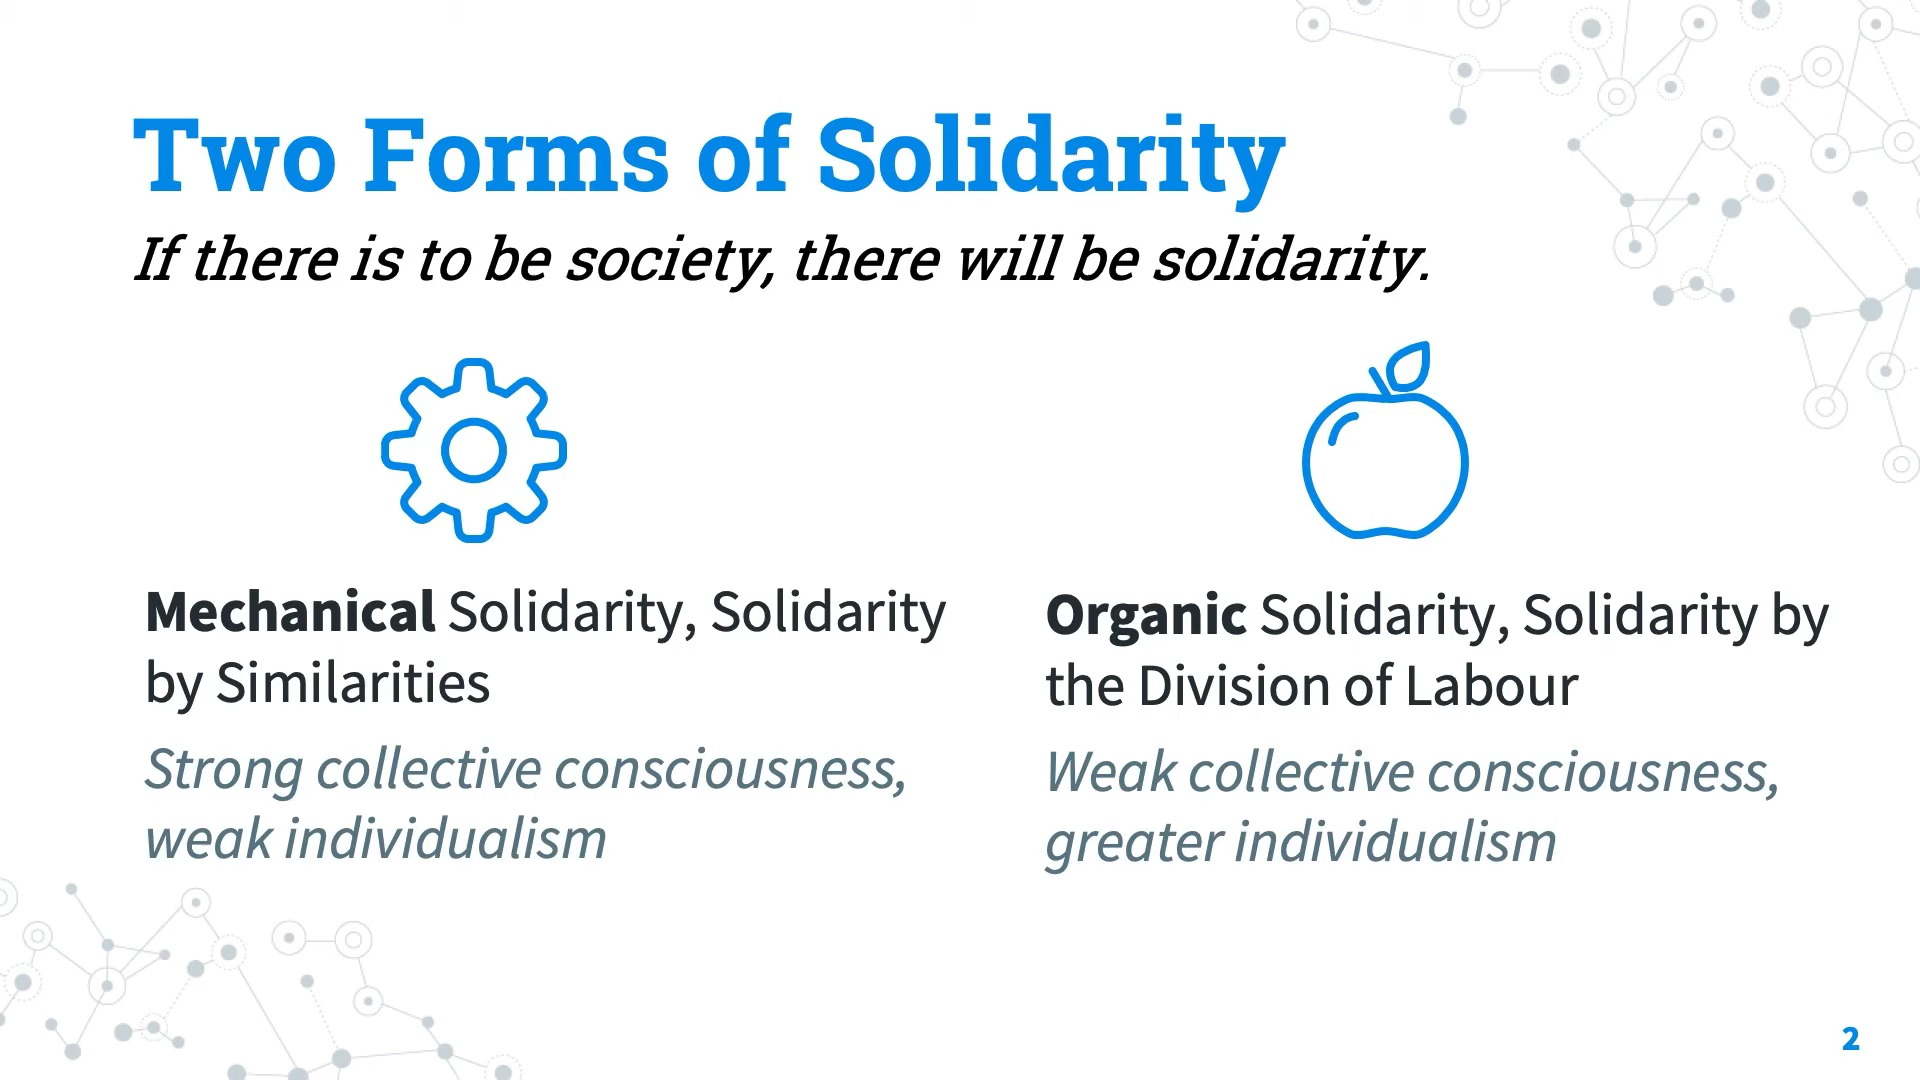 Two Forms of Solidarity
If there is to be society, there will be solidarity.
Mechanical Solidarity, Solidarity
by Similarities
Strong collective consciousness,
weak individualism
Organic Solidarity, Solidarity by
the Division of Labour
Weak collective consciousness,
greater individualism
2